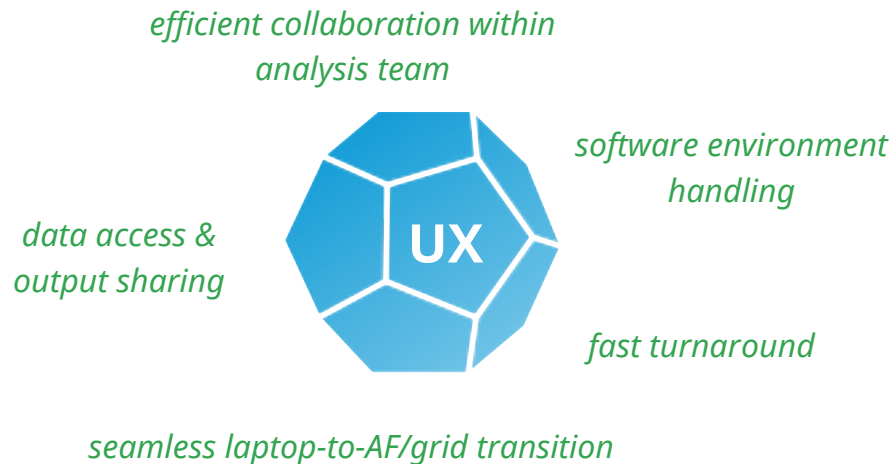 efficient collaboration within
analysis team
software environment
handling
data access &
output sharing
UX
fast turnaround
seamless laptop-to-AF/grid transition